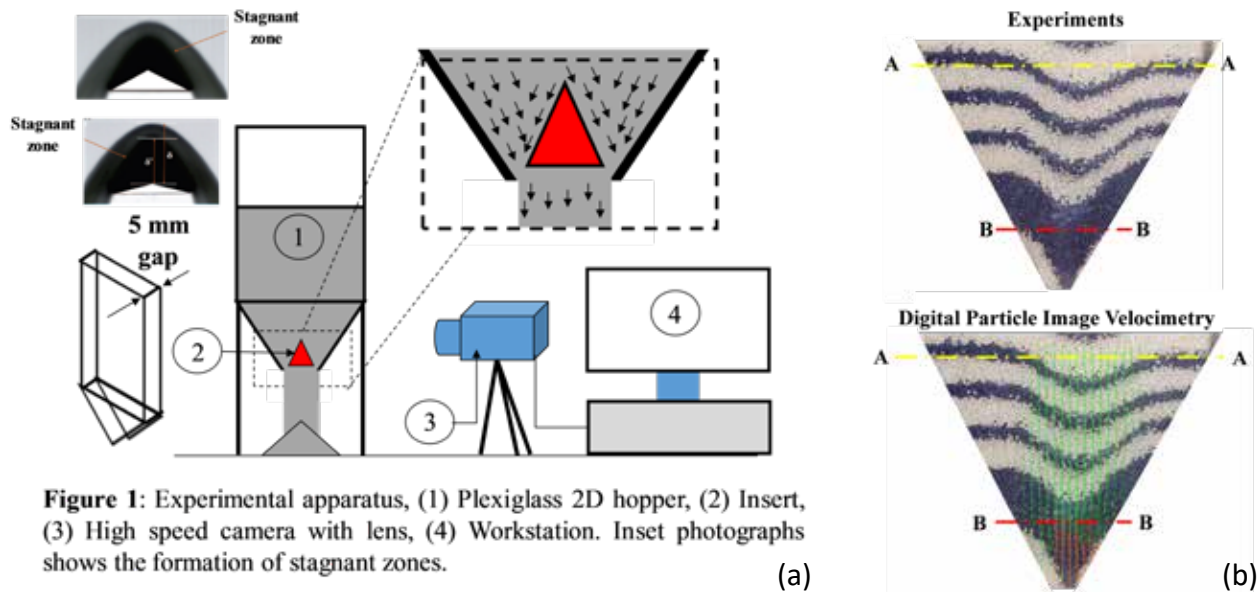 Stagnant
zone
Stagnant
zone
δ' δ
5 mm
gap
1
2
3
4
Figure 1: Experimental apparatus, (1) Plexiglass 2D hopper, (2) Insert,
(3) High speed camera with lens, (4) Workstation. Inset photographs
shows the formation of stagnant zones.
(a)
Experiments
A A
B B
Digital Particle Image Velocimetry
A A
B B
(b)